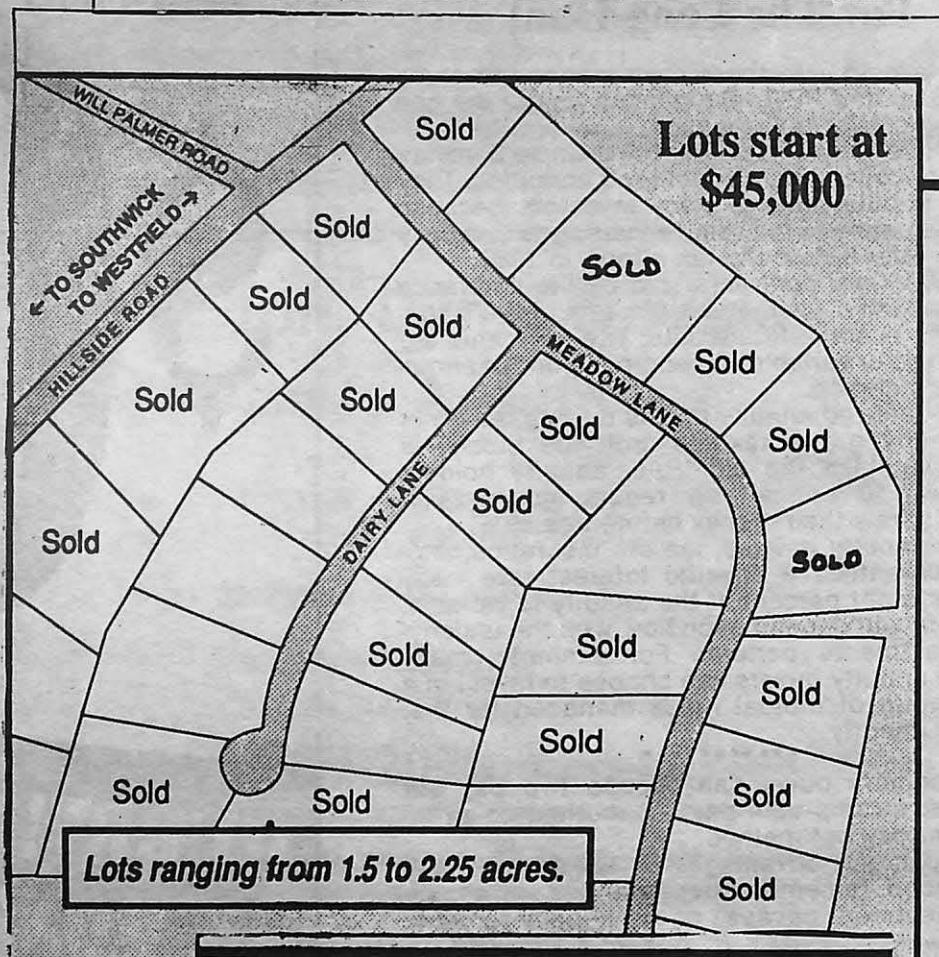 WILL PALMER ROAD
← TO SOUTHWICK
TO WESTFIELD →
HILLSIDE ROAD
Lots start at
$45,000
Sold
Sold
SOLD
Sold
Sold
MEADOW LANE
Sold
Sold
Sold
Sold
Sold
Sold
DAIRY LANE
Sold
Sold
SOLD
Sold
Sold
Sold
Sold
Sold
Sold
Sold
Sold
Lots ranging from 1.5 to 2.25 acres.